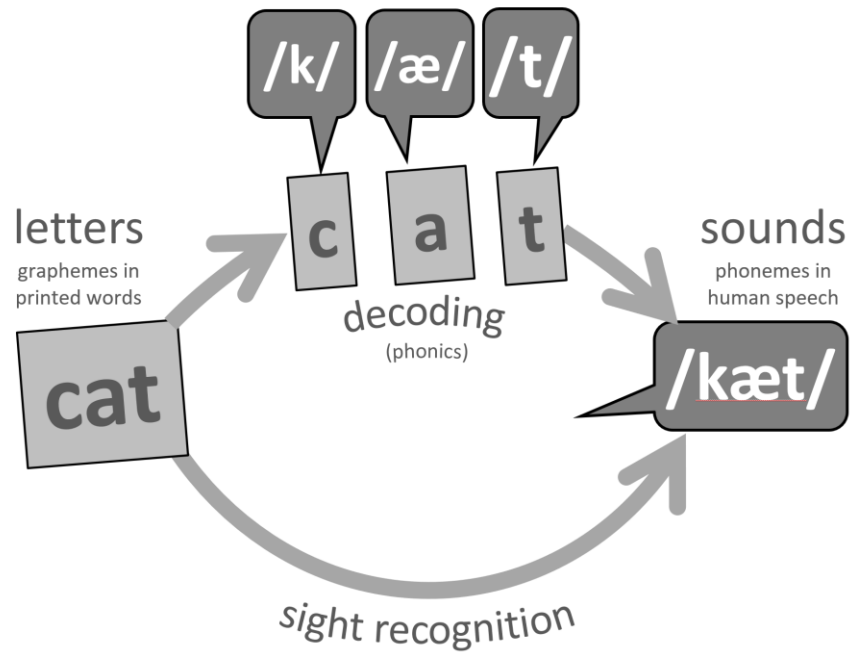 /k/ /æ/ /t/
c a t
letters
graphemes in
printed words
decoding
(phonics)
sounds
phonemes in
human speech
cat
/kæt/
sight recognition